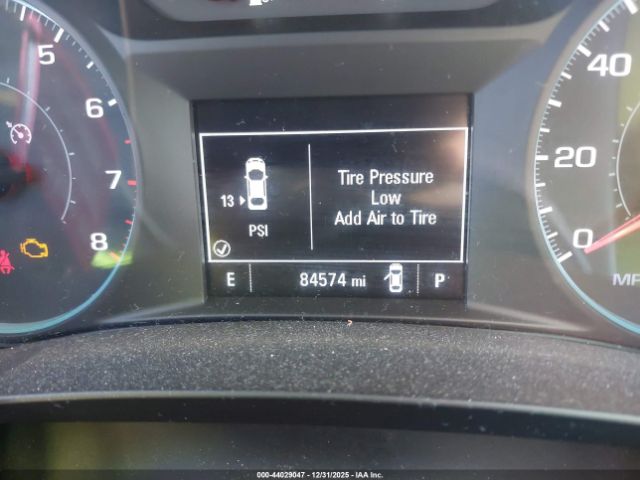 5
6
7
8
13
PSI
Tire Pressure
Low
Add Air to Tire
E
84574 mi
P
40
20
0
000-44029047 - 12/31/2025 - IAA Inc.